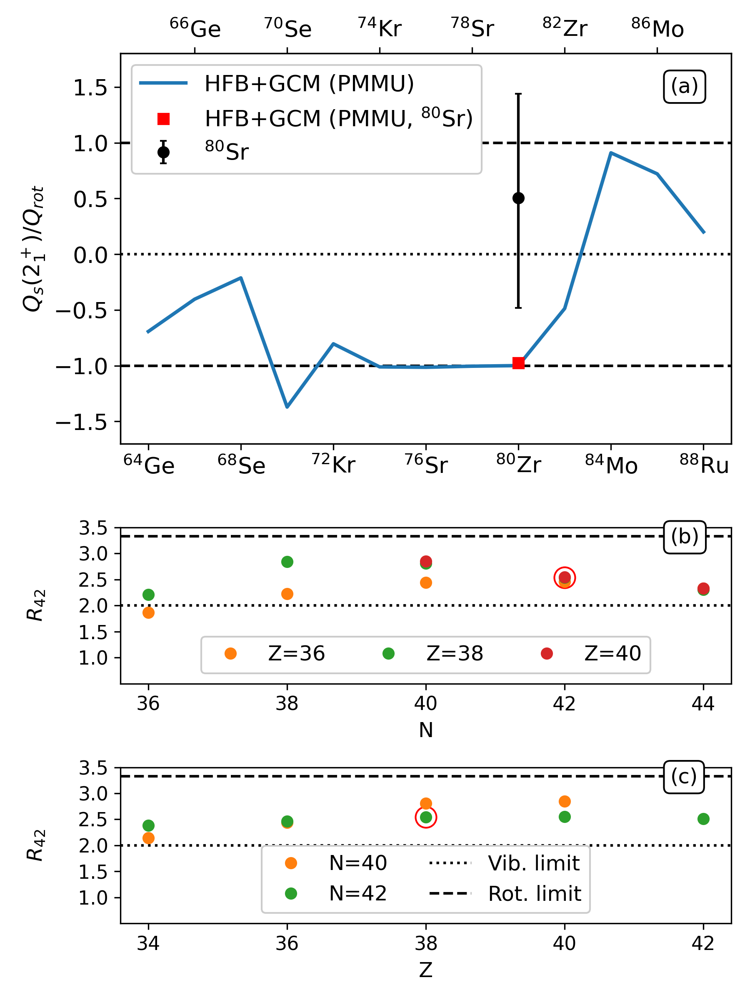 ⁶⁶Ge ⁷⁰Se ⁷⁴Kr ⁷⁸Sr ⁸²Zr ⁸⁶Mo
HFB+GCM (PMMU)
HFB+GCM (PMMU, ⁸⁰Sr)
⁸⁰Sr
(a)
1.5
1.0
0.5
0.0
−0.5
−1.0
−1.5
Qₛ(2₁⁺)/Q_rot
⁶⁴Ge ⁶⁸Se ⁷²Kr ⁷⁶Sr ⁸⁰Zr ⁸⁴Mo ⁸⁸Ru
(b)
3.5
3.0
2.5
2.0
1.5
1.0
R₄₂
Z=36 Z=38 Z=40
36 38 40 42 44
N
(c)
3.5
3.0
2.5
2.0
1.5
1.0
R₄₂
N=40 Vib. limit
N=42 Rot. limit
34 36 38 40 42
Z